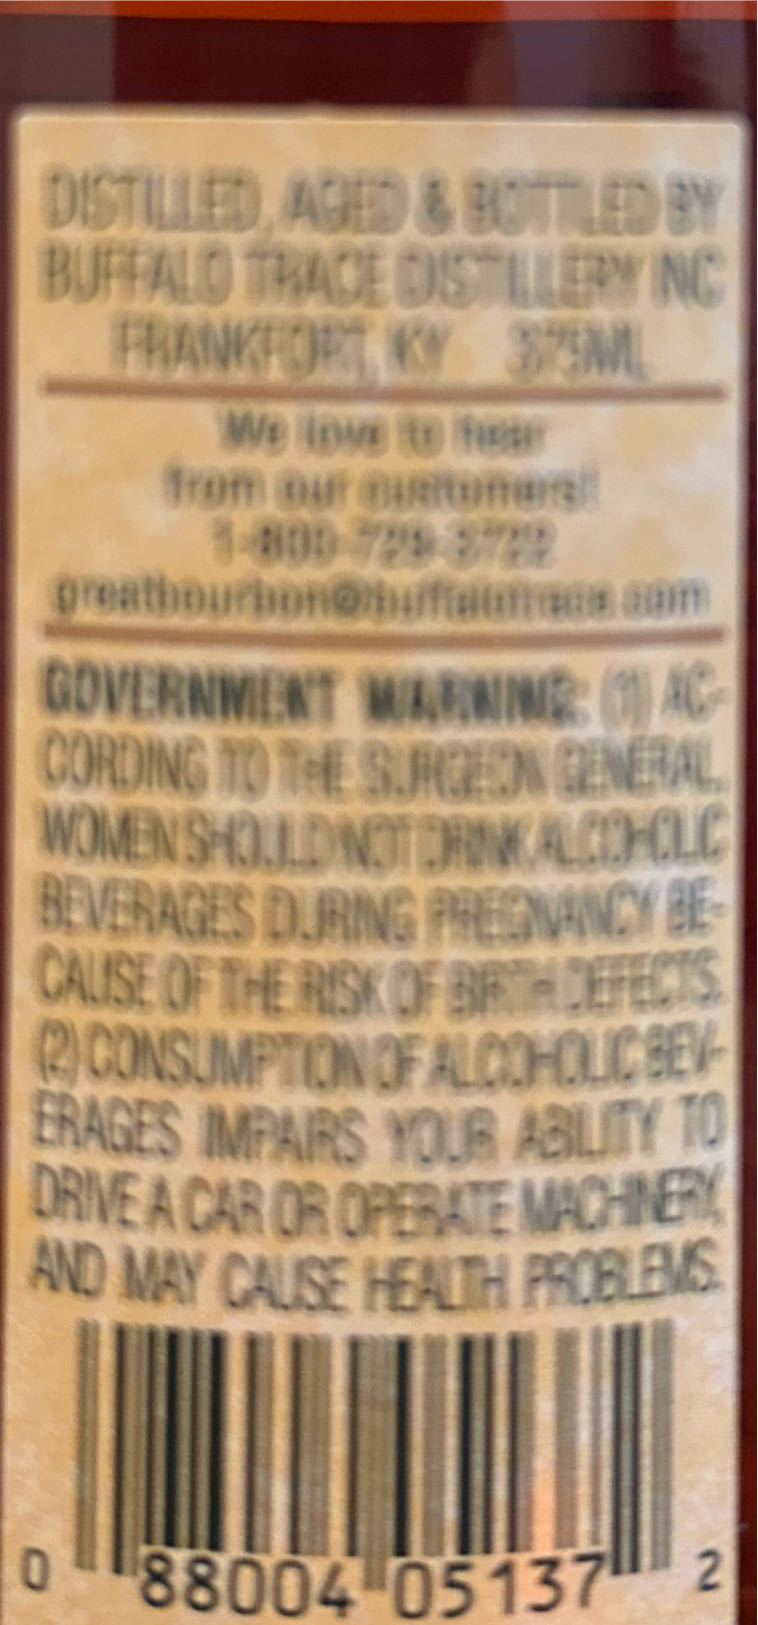 DISTILLED, AGED & BOTTLED BY
BUFFALO TRACE DISTILLERY INC
FRANKFORT, KY 375ML
We love to hear
from our customers!
1-800-729-3722
greatbourbon@buffalotrace.com
GOVERNMENT WARNING: (1) AC-
CORDING TO THE SURGEON GENERAL,
WOMEN SHOULD NOT DRINK ALCOHOLIC
BEVERAGES DURING PREGNANCY BE-
CAUSE OF THE RISK OF BIRTH DEFECTS.
(2) CONSUMPTION OF ALCOHOLIC BEV-
ERAGES IMPAIRS YOUR ABILITY TO
DRIVE A CAR OR OPERATE MACHINERY,
AND MAY CAUSE HEALTH PROBLEMS.
0 88004 05137 2